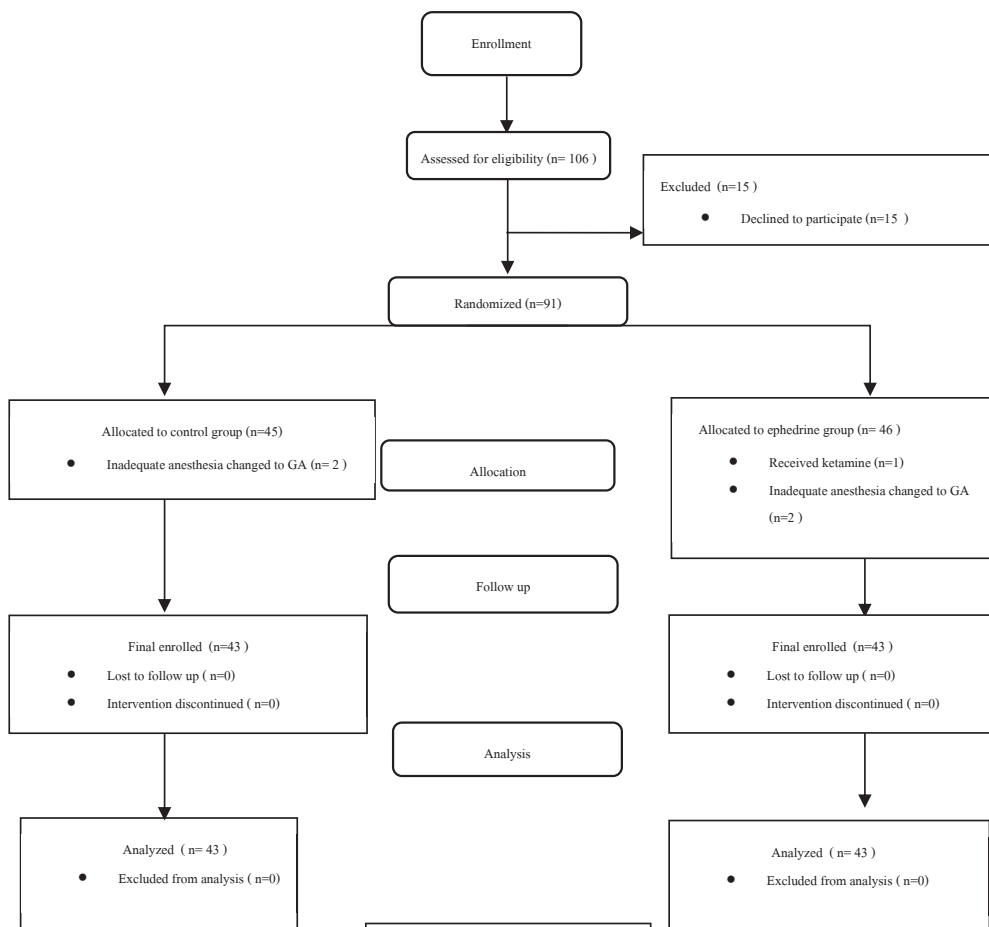 Enrollment
Assessed for eligibility (n= 106 )
Excluded (n=15 )
● Declined to participate (n=15 )
Randomized (n=91)
Allocated to control group (n=45)
● Inadequate anesthesia changed to GA (n= 2 )
Allocation
Allocated to ephedrine group (n= 46 )
● Received ketamine (n=1)
● Inadequate anesthesia changed to GA
(n=2 )
Follow up
Final enrolled (n=43 )
● Lost to follow up ( n=0)
● Intervention discontinued ( n=0)
Final enrolled (n=43 )
● Lost to follow up ( n=0)
● Intervention discontinued ( n=0)
Analysis
Analyzed ( n= 43 )
● Excluded from analysis ( n=0)
Analyzed ( n= 43 )
● Excluded from analysis ( n=0)